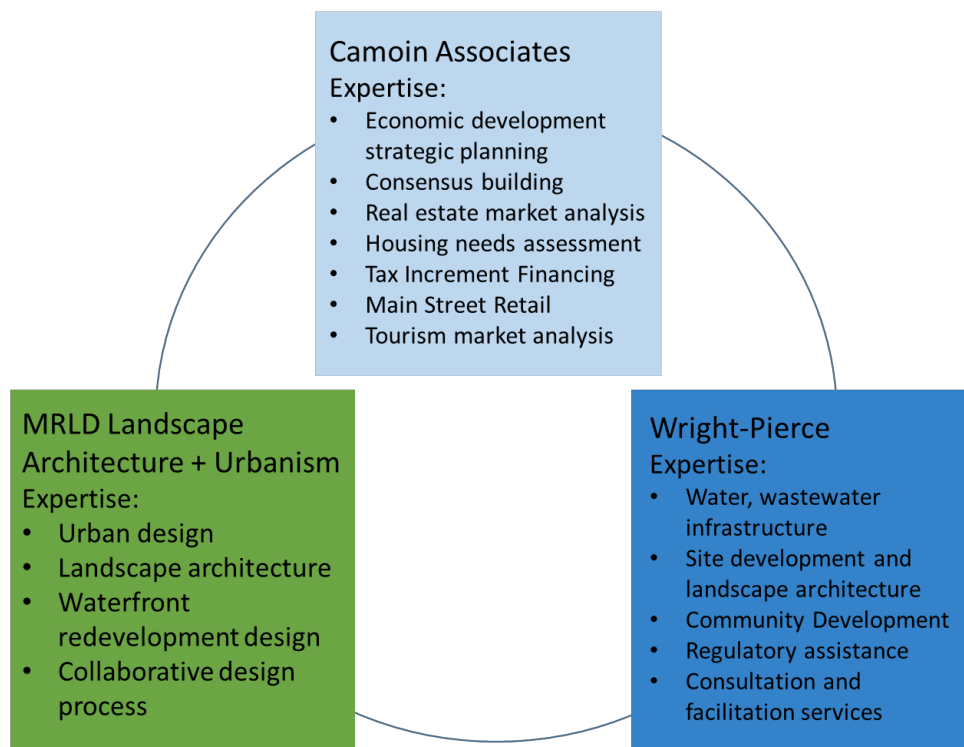 Camoin Associates
Expertise:
• Economic development
strategic planning
• Consensus building
• Real estate market analysis
• Housing needs assessment
• Tax Increment Financing
• Main Street Retail
• Tourism market analysis
MRLD Landscape
Architecture + Urbanism
Expertise:
• Urban design
• Landscape architecture
• Waterfront
redevelopment design
• Collaborative design
process
Wright-Pierce
Expertise:
• Water, wastewater
infrastructure
• Site development and
landscape architecture
• Community Development
• Regulatory assistance
• Consultation and
facilitation services